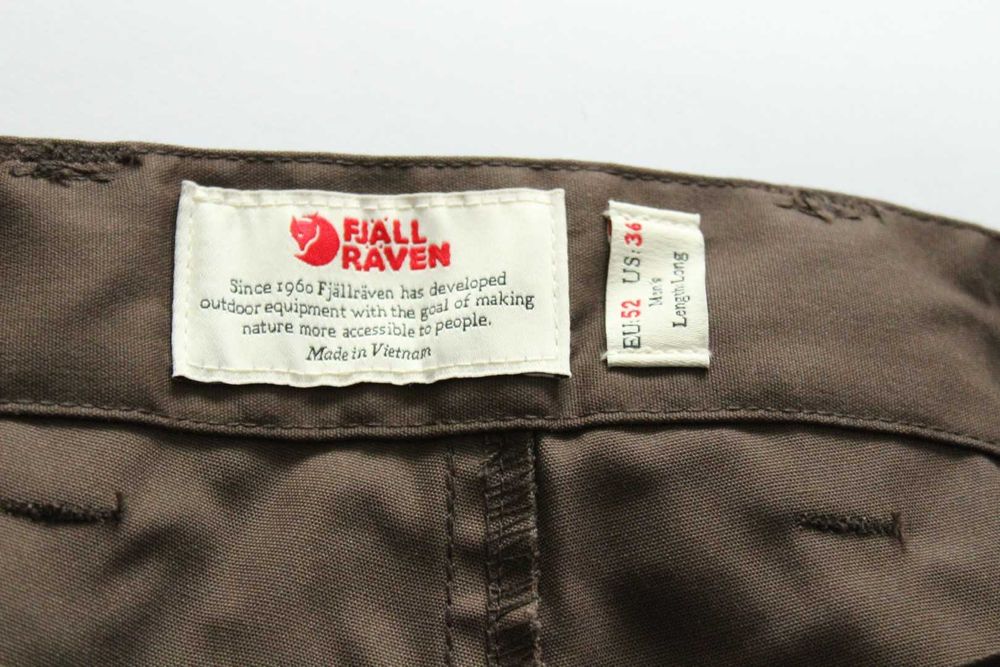 FJÄLL
RÄVEN
Since 1960 Fjällräven has developed
outdoor equipment with the goal of making
nature more accessible to people.
Made in Vietnam
EU:52 US:36
Men's
Length:Long